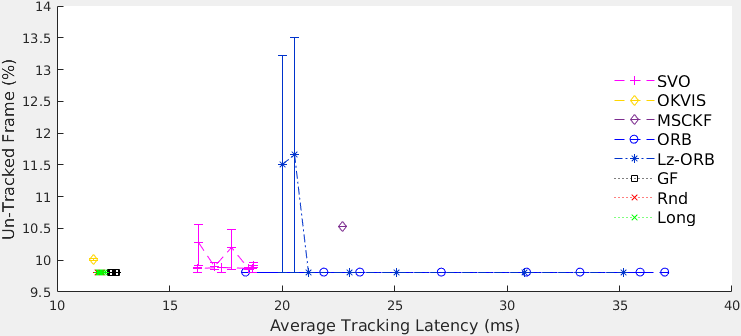 14
13.5
13
12.5
12
11.5
11
10.5
10
9.5
Un-Tracked Frame (%)
SVO
OKVIS
MSCKF
ORB
Lz-ORB
GF
Rnd
Long
10 15 20 25 30 35 40
Average Tracking Latency (ms)